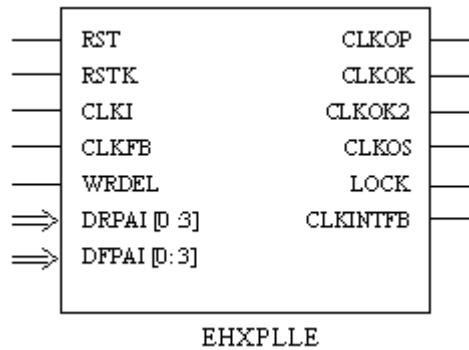 RST
RSTK
CLKI
CLKFB
WRDEL
DRPAI[0:3]
DFPAI[0:3]
CLKOP
CLKOK
CLKOK2
CLKOS
LOCK
CLKINTFB
EHXPLLE